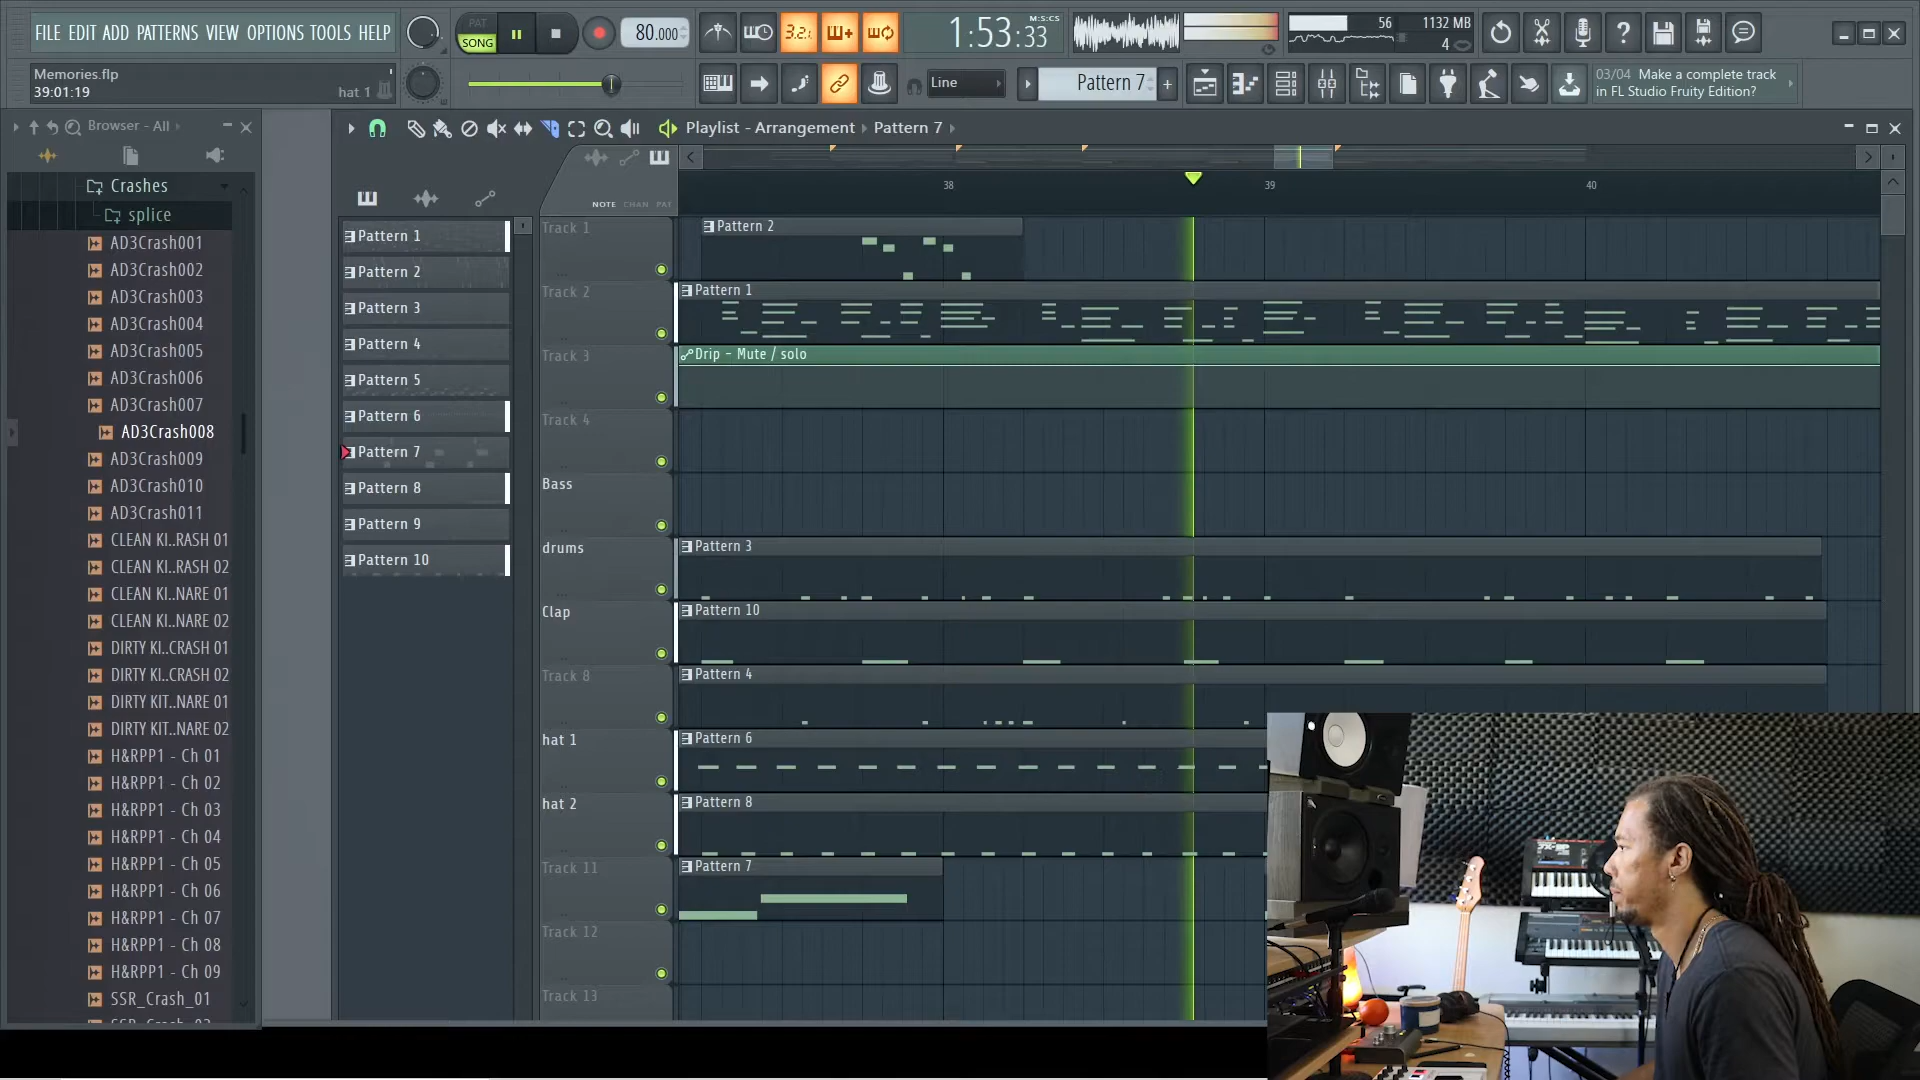 FILE EDIT ADD PATTERNS VIEW OPTIONS TOOLS HELP
PAT
SONG
80.000
3.2.
1:53:33
M:S:CS
56
1132 MB
4
Memories.flp
39:01:19
hat 1
Line
Pattern 7
03/04 Make a complete track
in FL Studio Fruity Edition?
Browser - All
Playlist - Arrangement
Pattern 7
Crashes
splice
AD3Crash001
AD3Crash002
AD3Crash003
AD3Crash004
AD3Crash005
AD3Crash006
AD3Crash007
AD3Crash008
AD3Crash009
AD3Crash010
AD3Crash011
CLEAN KI..RASH 01
CLEAN KI..RASH 02
CLEAN KI..NARE 01
CLEAN KI..NARE 02
DIRTY KI..CRASH 01
DIRTY KI..CRASH 02
DIRTY KIT..NARE 01
DIRTY KIT..NARE 02
H&RPP1 - Ch 01
H&RPP1 - Ch 02
H&RPP1 - Ch 03
H&RPP1 - Ch 04
H&RPP1 - Ch 05
H&RPP1 - Ch 06
H&RPP1 - Ch 07
H&RPP1 - Ch 08
H&RPP1 - Ch 09
SSR_Crash_01
Pattern 1
Pattern 2
Pattern 3
Pattern 4
Pattern 5
Pattern 6
Pattern 7
Pattern 8
Pattern 9
Pattern 10
NOTE CHAN PAT
38
39
40
Track 1
Pattern 2
Track 2
Pattern 1
Track 3
Drip - Mute / solo
Track 4
Bass
drums
Pattern 3
Clap
Pattern 10
Track 8
Pattern 4
hat 1
Pattern 6
hat 2
Pattern 8
Track 11
Pattern 7
Track 12
Track 13